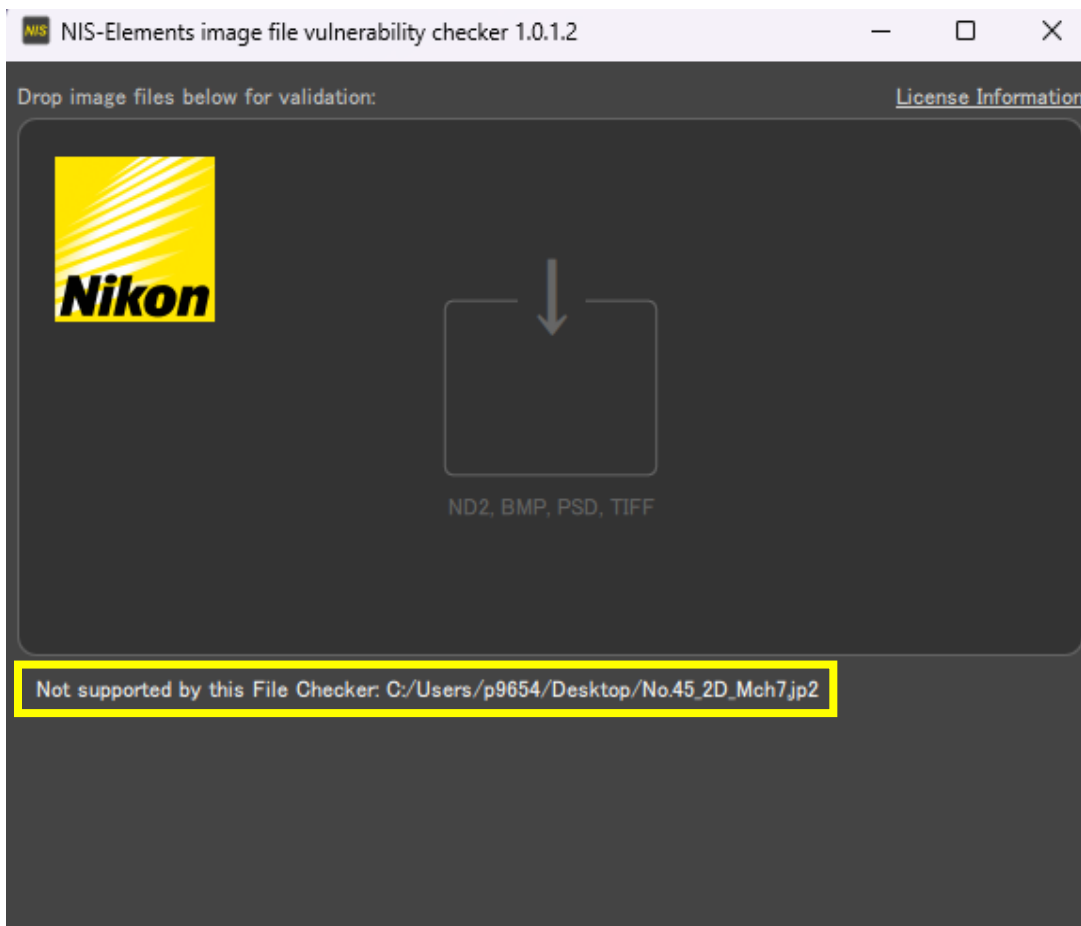 NIS
NIS-Elements image file vulnerability checker 1.0.1.2
Drop image files below for validation:
License Information
Nikon
ND2, BMP, PSD, TIFF
Not supported by this File Checker: C:/Users/p9654/Desktop/No.45_2D_Mch7.jp2